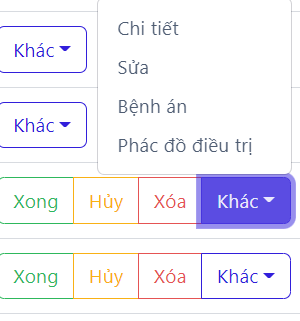 Chi tiết
Khác
Sửa
Bệnh án
Khác
Phác đồ điều trị
Xong Hủy Xóa Khác
Xong Hủy Xóa Khác